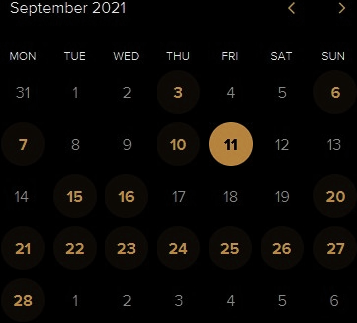 September 2021
MON TUE WED THU FRI SAT SUN
31 1 2 3 4 5 6
7 8 9 10 11 12 13
14 15 16 17 18 19 20
21 22 23 24 25 26 27
28 1 2 3 4 5 6